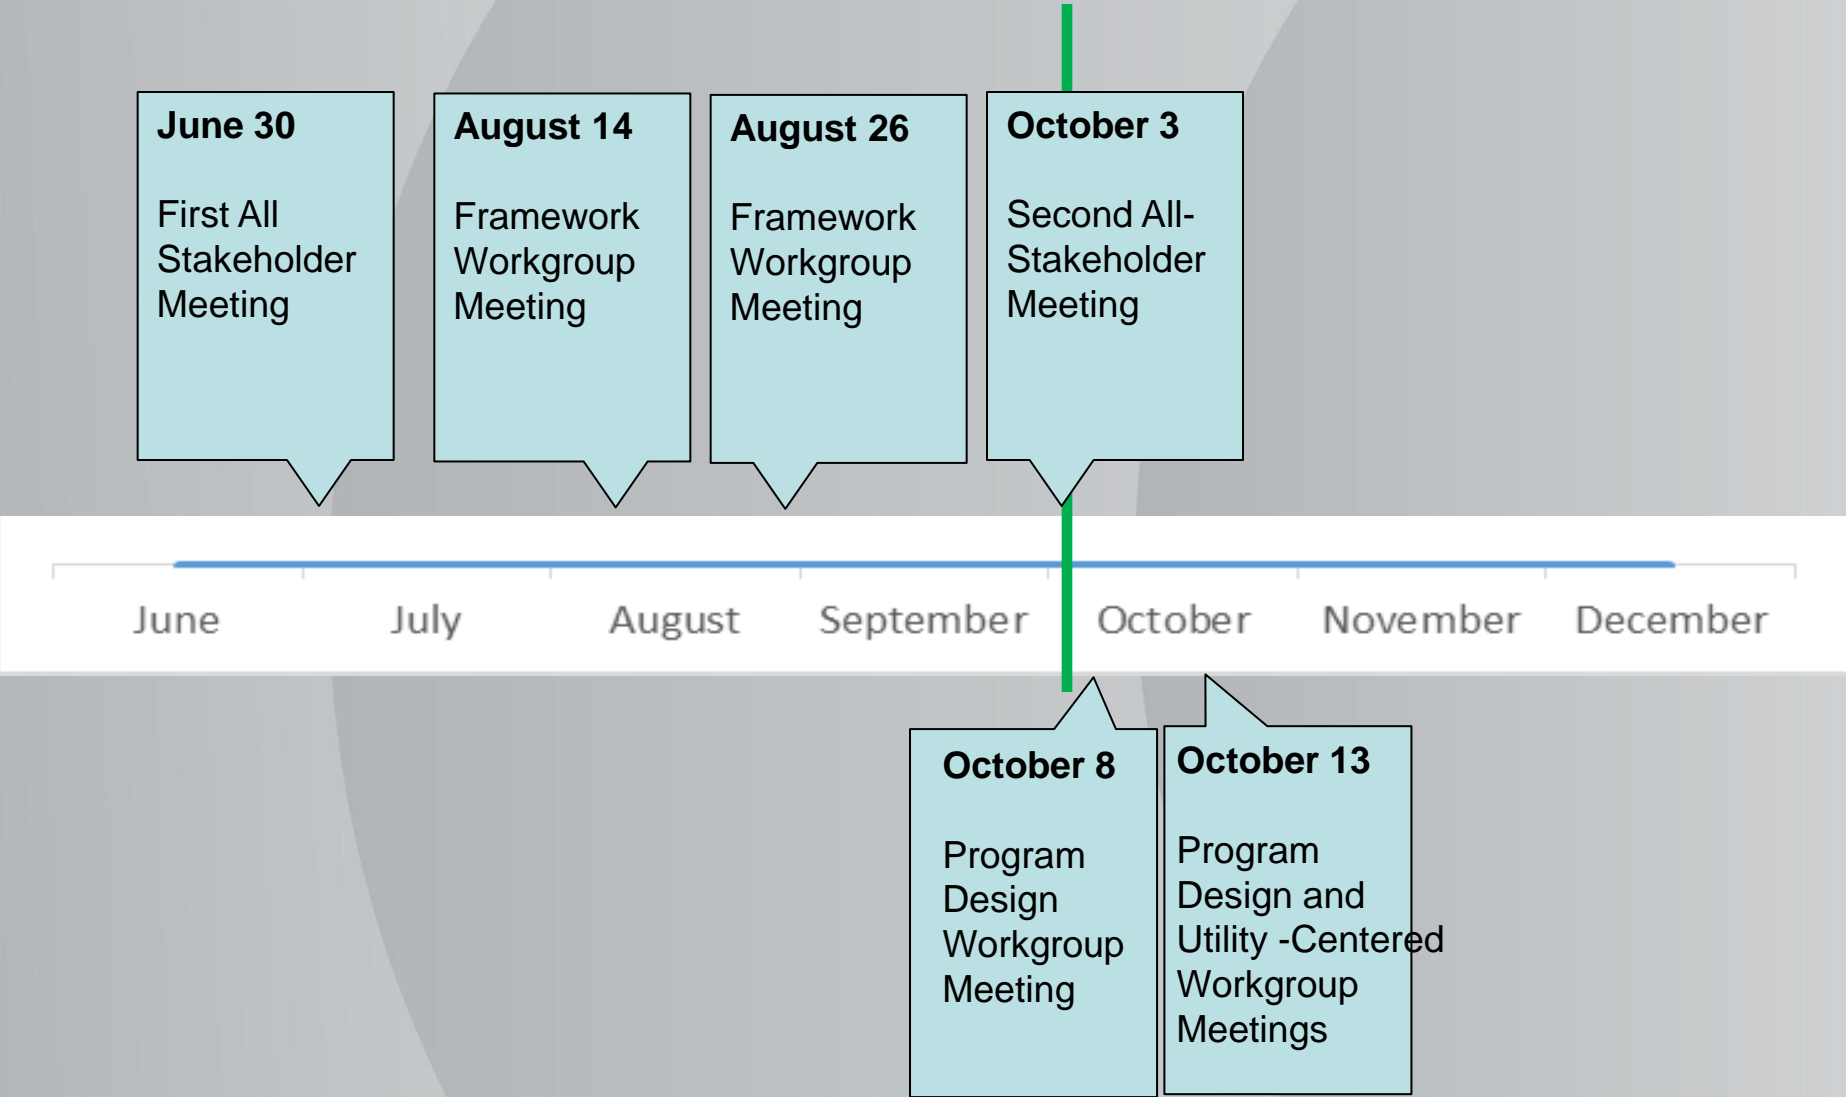 June 30
First All
Stakeholder
Meeting
August 14
Framework
Workgroup
Meeting
August 26
Framework
Workgroup
Meeting
October 3
Second All-
Stakeholder
Meeting
June July August September October November December
October 8
Program
Design
Workgroup
Meeting
October 13
Program
Design and
Utility -Centered
Workgroup
Meetings